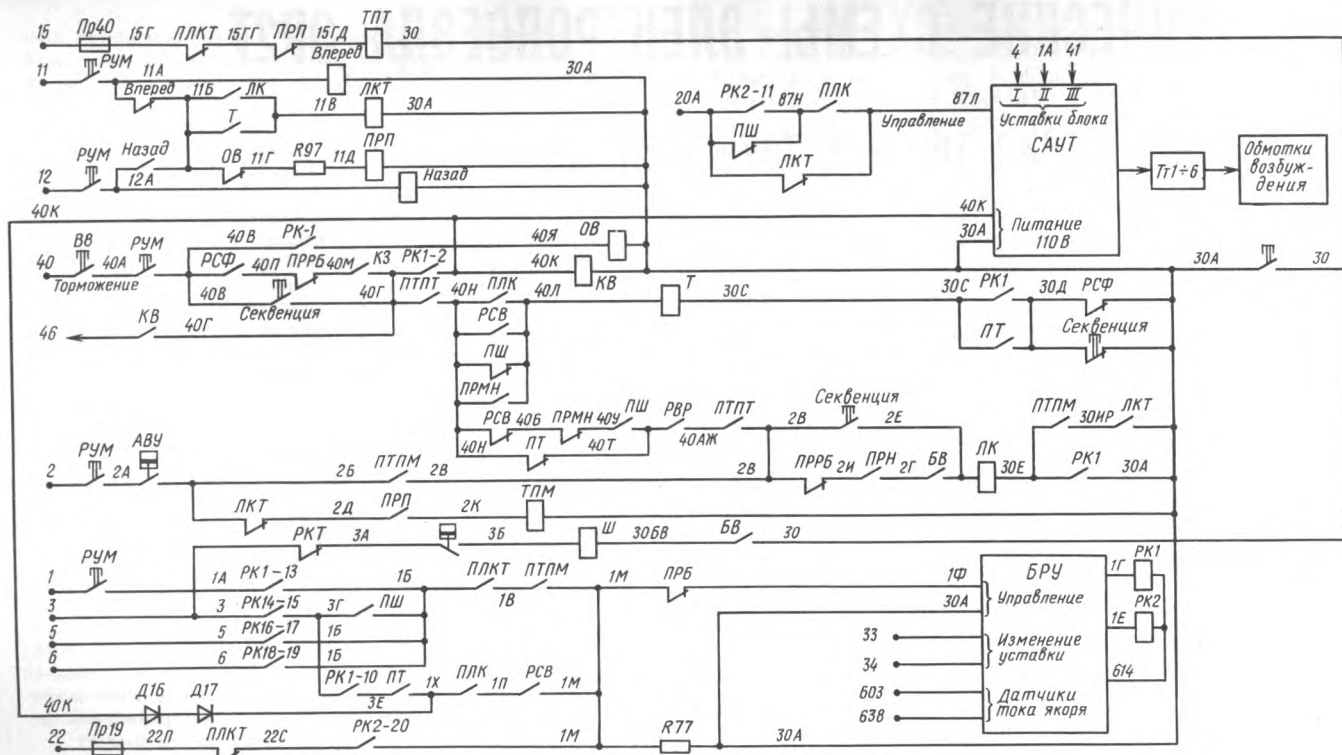 15 Пр40 15Г ПЛКТ 15ГГ ПРП 15ГД ТПТ 30
11 РУМ 11А Вперед Вперед 30А
11Б ЛК 11В ЛКТ 30А
Т
РУМ Назад ОВ 11Г R97 11Д ПРП
12 12А Назад
4 1А 41
I II III
Уставки блока
САУТ
20А РК2-11 87Н ПЛК 87Л
Управление
ПШ
ЛКТ
Тт1÷6
Обмотки возбуж-
дения
40К
40К
30А
Питание
110В
40В РК-1 40Я ОВ
40 ВВ 40А РУМ РСФ 40П ПРРБ 40М КЗ РК1-2 40К КВ 30А 30
Торможение
40В Секвенция 40Г ПТПТ 40Н ПЛК 40Л Т 30С 30С РК1 30Д РСФ
46 КВ 40Г
РСВ
ПТ Секвенция
ПШ
ПРМН
РСВ 40Б ПРМН 40У ПШ РВР ПТПТ
40АЖ
40Н ПТ 40Т
2В Секвенция 2Е
ПТПМ 30ИР ЛКТ
2 РУМ 2А АВУ 2Б ПТПМ 2В 2В
ПРРБ 2И ПРН 2Г БВ ЛК 30Е РК1 30А
ЛКТ 2Д ПРП 2К ТПМ
РКТ 3А 3Б Ш 30БВ БВ 30
1 РУМ 1А РК1-13 1Б ПЛКТ 1В ПТПМ 1М ПРБ 1Ф
3 3 РК14-15 3Г ПШ
5 5 РК16-17 1Б
6 6 РК18-19 1Б
РК1-10 ПТ 1Х ПЛК 1П РСВ 1М
3Е
40К Д16 Д17
22 Пр19 22П ПЛКТ 22С РК2-20 1М R77 30А
БРУ
30А
Управление
33
34
Изменение
уставки
603
638
Датчики
тока якоря
1Г РК1
1Е РК2
614